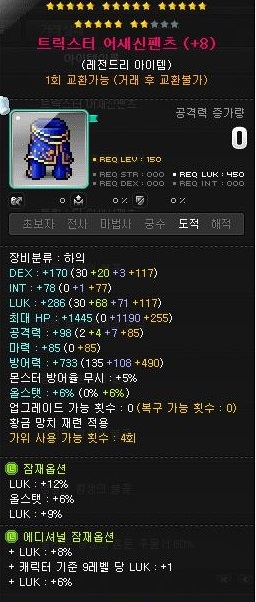 트릭스터 어새신팬츠 (+8)
(레전드리 아이템)
1회 교환가능 (거래 후 교환불가)
공격력 증가량
0
REQ LEV : 150
REQ STR : 000
REQ LUK : 450
REQ DEX : 000
REQ INT : 000
0 %
0 %
0 %
초보자 전사 마법사 궁수 도적 해적
장비분류 : 하의
DEX : +170 (30 +20 +3 +117)
INT : +78 (0 +1 +77)
LUK : +286 (30 +68 +71 +117)
최대 HP : +1445 (0 +1190 +255)
공격력 : +98 (2 +4 +7 +85)
마력 : +85 (0 +85)
방어력 : +733 (135 +108 +490)
몬스터 방어율 무시 : +5%
올스탯 : +6% (0% +6%)
업그레이드 가능 횟수 : 0 (복구 가능 횟수 : 0)
황금 망치 재련 적용
가위 사용 가능 횟수 : 4회
잠재옵션
LUK : +12%
올스탯 : +6%
LUK : +9%
에디셔널 잠재옵션
+ LUK : +8%
+ 캐릭터 기준 9레벨 당 LUK : +1
+ LUK : +6%